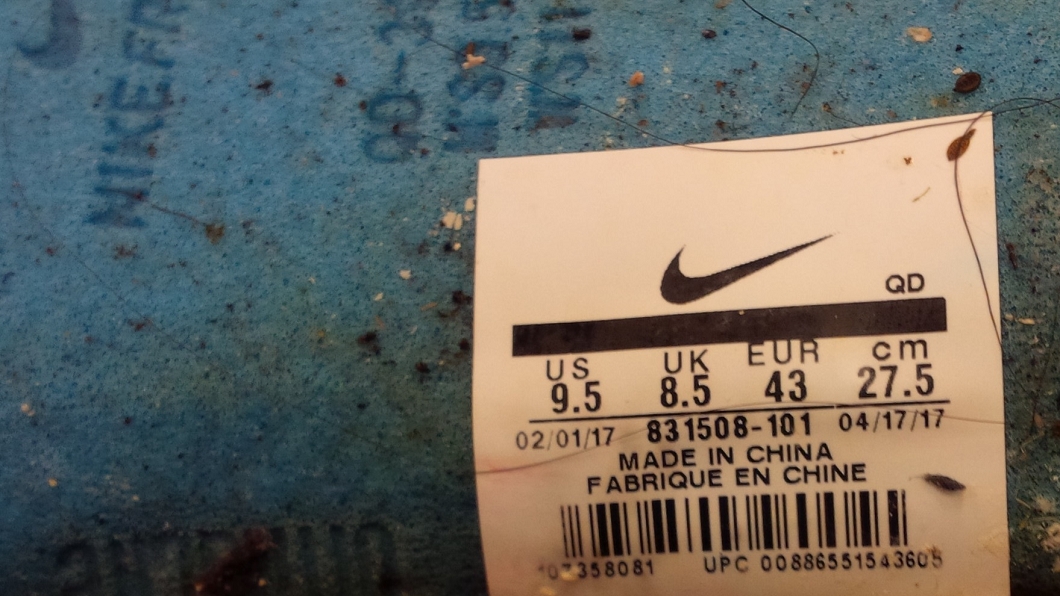 NIKE FR
QD
US UK EUR cm
9.5 8.5 43 27.5
02/01/17 831508-101 04/17/17
MADE IN CHINA
FABRIQUE EN CHINE
UPC 00886551543605